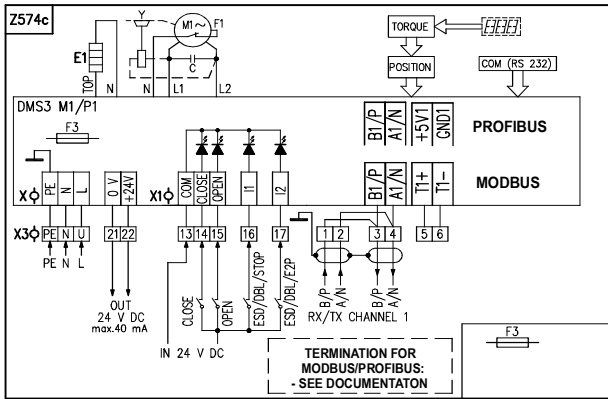 Z574c
Y
M1~
F1
E1
C
TOP
N
N
L1
L2
TORQUE
POSITION
COM (RS 232)
DMS3 M1/P1
F3
B1/P
A1/N
+5V1
GND1
PROFIBUS
PE
N
L
0 V
+24V
COM
CLOSE
OPEN
I1
I2
B1/P
A1/N
T1+
T1-
MODBUS
X
X1
X3
PE
N
U
21
22
13
14
15
16
17
1
2
3
4
5
6
PE
N
L
OUT
24 V DC
max.40 mA
CLOSE
OPEN
ESD/DBL/STOP
ESD/DBL/E2P
IN 24 V DC
B/P
A/N
B/P
A/N
RX/TX CHANNEL 1
TERMINATION FOR
MODBUS/PROFIBUS:
- SEE DOCUMENTATON
F3